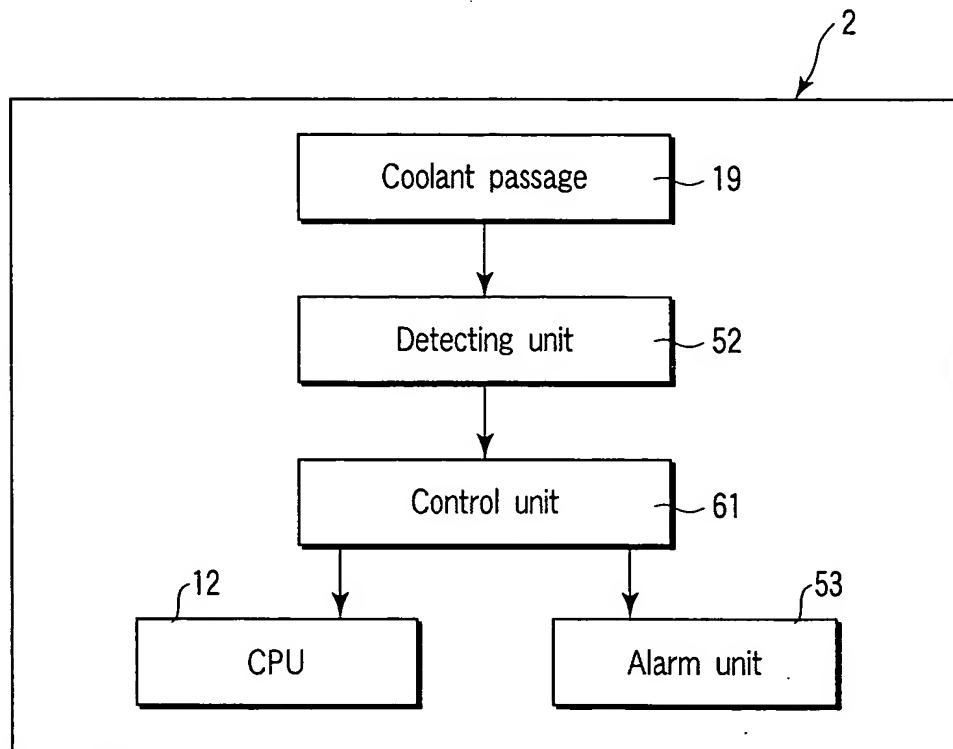 2
Coolant passage
19
Detecting unit
52
Control unit
61
12
53
CPU
Alarm unit